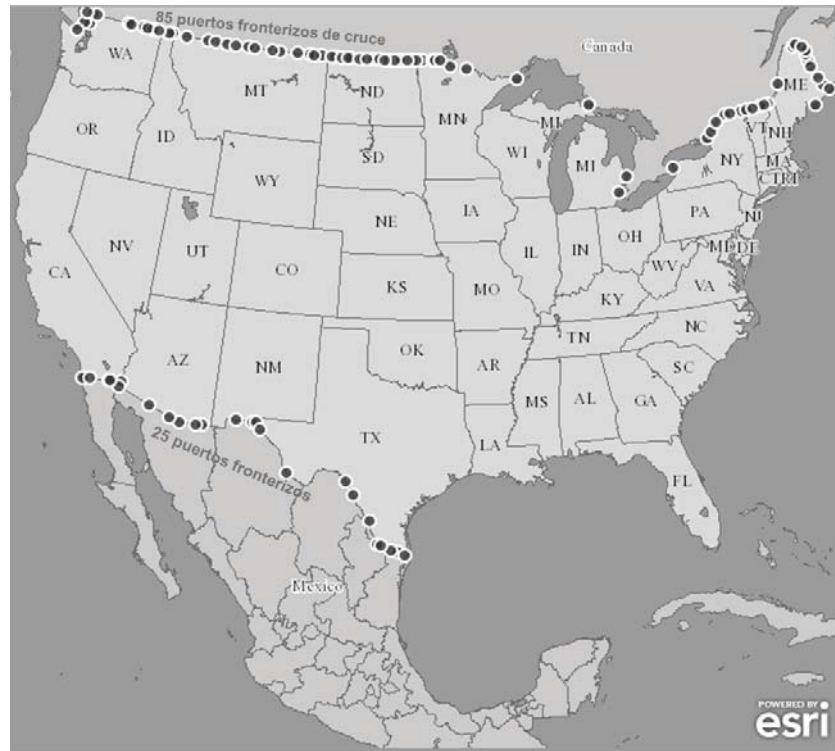 85 puertos fronterizos de cruce
Canada
WA
MT
ND
MN
ME
OR
ID
SD
WI
MI
MI
VT
NH
NY
MA
CT RI
WY
IA
PA
NJ
NE
NV
UT
IL
IN
OH
MD DE
CA
CO
KS
MO
WV
VA
KY
AZ
NM
OK
AR
TN
NC
SC
MS
AL
GA
TX
LA
25 puertos fronterizos
FL
Mexico
POWERED BY
esri